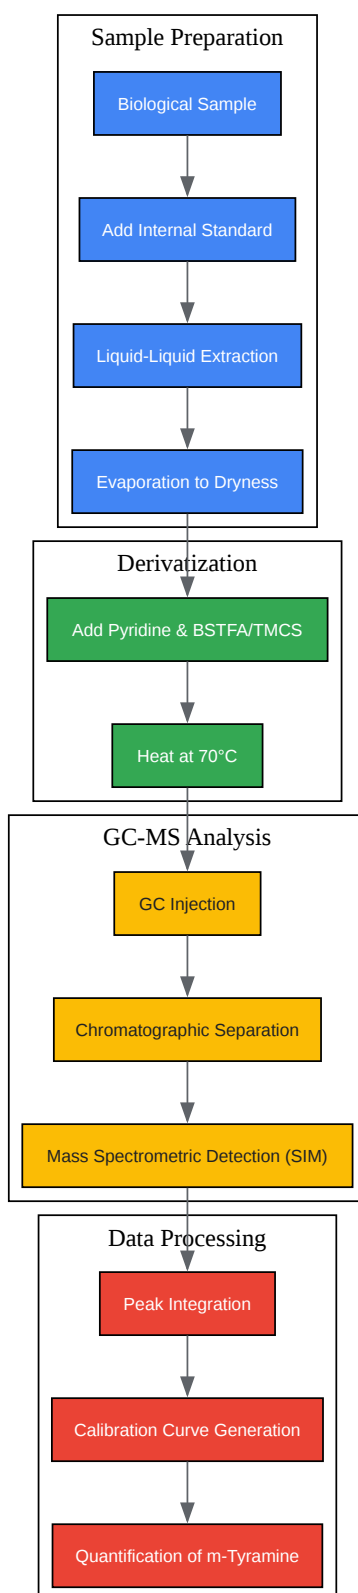 Sample Preparation
Biological Sample
Add Internal Standard
Liquid-Liquid Extraction
Evaporation to Dryness
Derivatization
Add Pyridine & BSTFA/TMCS
Heat at 70°C
GC-MS Analysis
GC Injection
Chromatographic Separation
Mass Spectrometric Detection (SIM)
Data Processing
Peak Integration
Calibration Curve Generation
Quantification of m-Tyramine